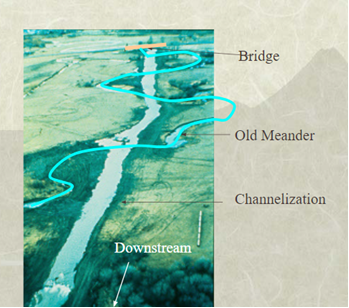 Bridge
Old Meander
Channelization
Downstream